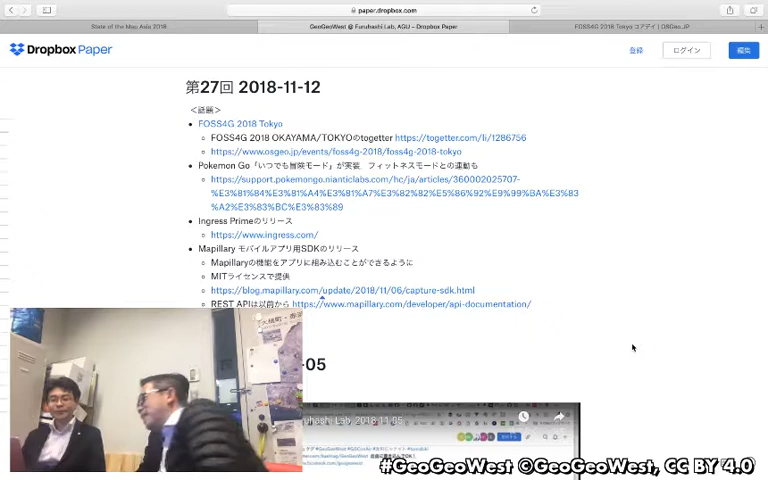 paper.dropbox.com
State of the Map Asia 2018
GeoGeoWest @ Furuhashi Lab, AGU – Dropbox Paper
FOSS4G 2018 Tokyo コアデイ | OSGeo.JP
Dropbox Paper
登録
ログイン
編集
第27回 2018-11-12
＜話題＞
FOSS4G 2018 Tokyo
FOSS4G 2018 OKAYAMA/TOKYOのtogetter https://togetter.com/li/1286756
https://www.osgeo.jp/events/foss4g-2018/foss4g-2018-tokyo
Pokemon Go「いつでも冒険モード」が実装 フィットネスモードとの連動も
https://support.pokemongo.nianticlabs.com/hc/ja/articles/360002025707-
%E3%81%84%E3%81%A4%E3%81%A7%E3%82%82%E5%86%92%E9%99%BA%E3%83
%A2%E3%83%BC%E3%83%89
Ingress Primeのリリース
https://www.ingress.com/
Mapillary モバイルアプリ用SDKのリリース
Mapillaryの機能をアプリに組み込むことができるように
MITライセンスで提供
https://blog.mapillary.com/update/2018/11/06/capture-sdk.html
REST APIは以前から https://www.mapillary.com/developer/api-documentation/
-05
ruhashi Lab, 2018-11-05
#GeoGeoWest ©GeoGeoWest, CC BY 4.0